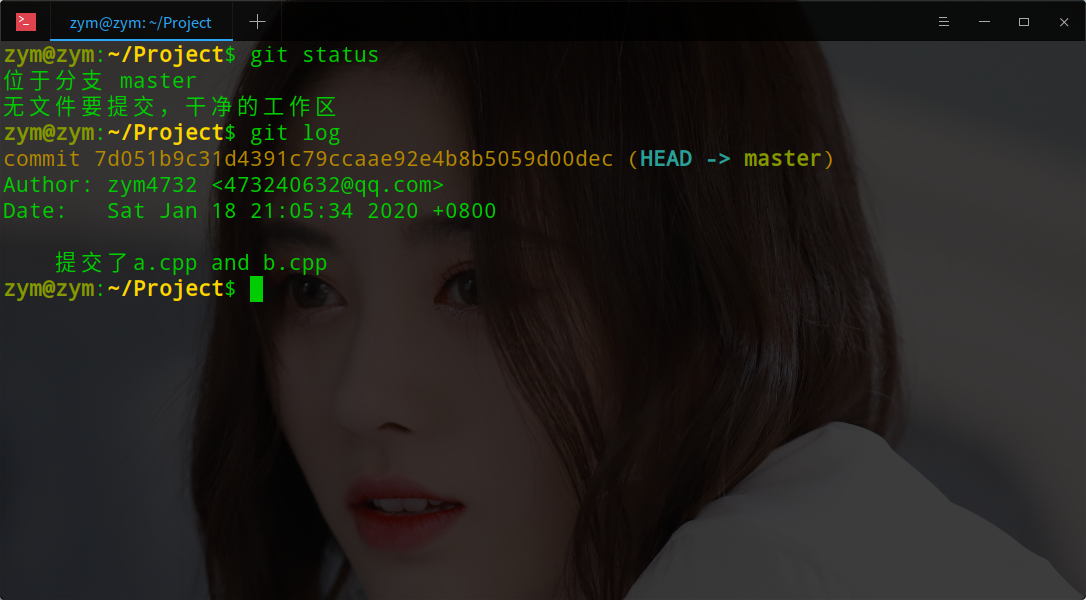 zym@zym: ~/Project
zym@zym:~/Project$ git status
位于分支 master
无文件要提交，干净的工作区
zym@zym:~/Project$ git log
commit 7d051b9c31d4391c79ccaae92e4b8b5059d00dec (HEAD -> master)
Author: zym4732 <473240632@qq.com>
Date:   Sat Jan 18 21:05:34 2020 +0800
    提交了a.cpp and b.cpp
zym@zym:~/Project$